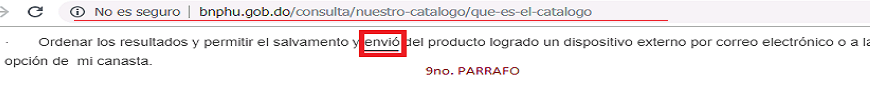 No es seguro | bnphu.gob.do/consulta/nuestro-catalogo/que-es-el-catalogo
· Ordenar los resultados y permitir el salvamento y envió del producto logrado un dispositivo externo por correo electrónico o a la
opción de mi canasta.
9no. PARRAFO